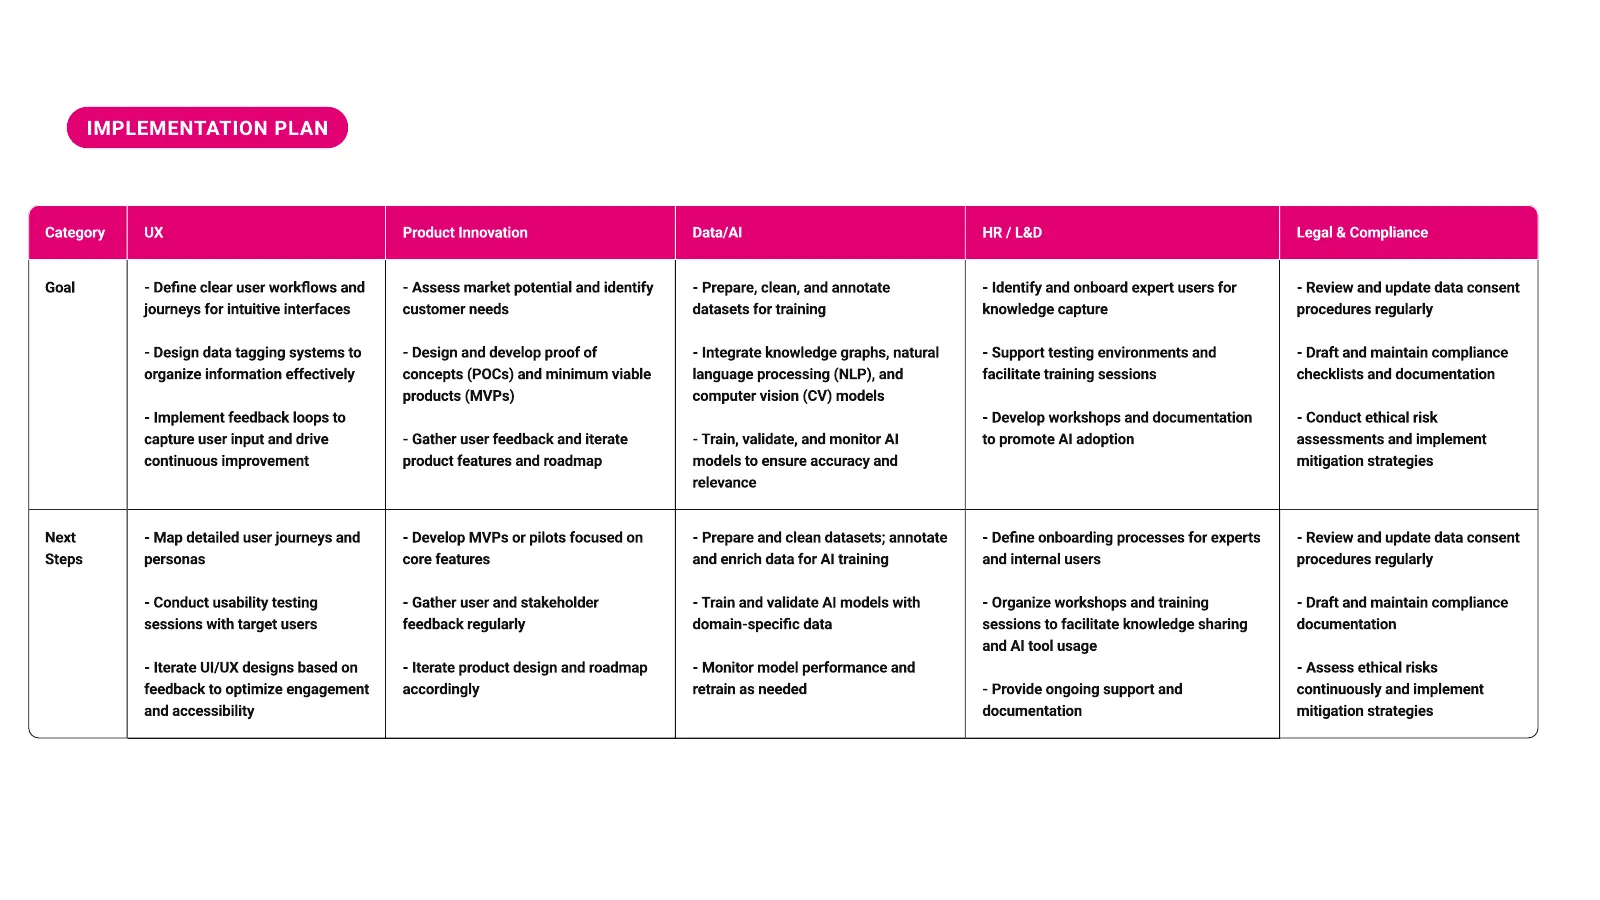 IMPLEMENTATION PLAN
Category
UX
Product Innovation
Data/AI
HR / L&D
Legal & Compliance
Goal
- Define clear user workflows and
journeys for intuitive interfaces
- Design data tagging systems to
organize information effectively
- Implement feedback loops to
capture user input and drive
continuous improvement
- Assess market potential and identify
customer needs
- Design and develop proof of
concepts (POCs) and minimum viable
products (MVPs)
- Gather user feedback and iterate
product features and roadmap
- Prepare, clean, and annotate
datasets for training
- Integrate knowledge graphs, natural
language processing (NLP), and
computer vision (CV) models
- Train, validate, and monitor AI
models to ensure accuracy and
relevance
- Identify and onboard expert users for
knowledge capture
- Support testing environments and
facilitate training sessions
- Develop workshops and documentation
to promote AI adoption
- Review and update data consent
procedures regularly
- Draft and maintain compliance
checklists and documentation
- Conduct ethical risk
assessments and implement
mitigation strategies
Next
Steps
- Map detailed user journeys and
personas
- Conduct usability testing
sessions with target users
- Iterate UI/UX designs based on
feedback to optimize engagement
and accessibility
- Develop MVPs or pilots focused on
core features
- Gather user and stakeholder
feedback regularly
- Iterate product design and roadmap
accordingly
- Prepare and clean datasets; annotate
and enrich data for AI training
- Train and validate AI models with
domain-specific data
- Monitor model performance and
retrain as needed
- Define onboarding processes for experts
and internal users
- Organize workshops and training
sessions to facilitate knowledge sharing
and AI tool usage
- Provide ongoing support and
documentation
- Review and update data consent
procedures regularly
- Draft and maintain compliance
documentation
- Assess ethical risks
continuously and implement
mitigation strategies